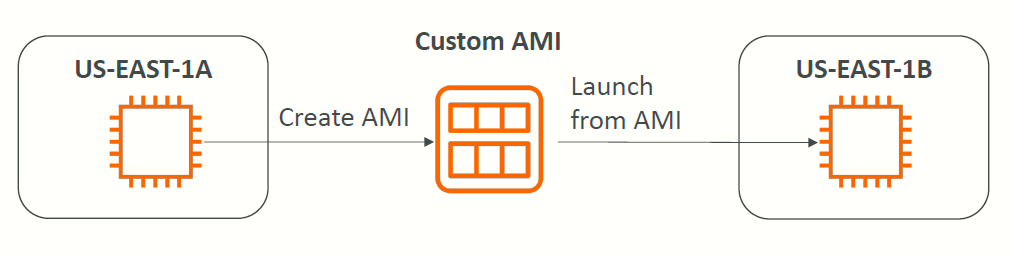 Custom AMI
US-EAST-1A
US-EAST-1B
Create AMI
Launch
from AMI